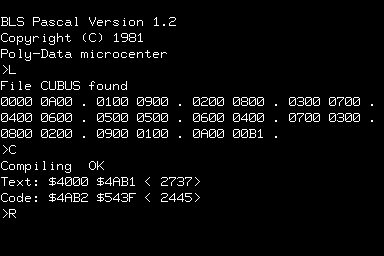 BLS Pascal Version 1.2
Copyright (C) 1981
Poly-Data microcenter
>L
File CUBUS found
0000 0A00 . 0100 0900 . 0200 0800 . 0300 0700 .
0400 0600 . 0500 0500 . 0600 0400 . 0700 0300 .
0800 0200 . 0900 0100 . 0A00 00B1 .
>C
Compiling  OK
Text: $4000 $4AB1 < 2737>
Code: $4AB2 $543F < 2445>
>R